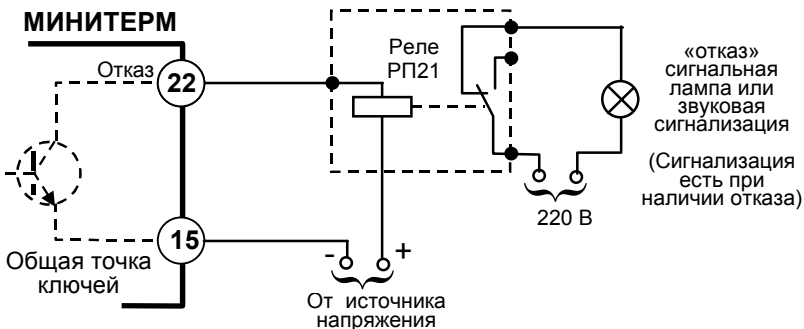 МИНИТЕРМ
Отказ
22
Реле
РП21
«отказ»
сигнальная
лампа или
звуковая
сигнализация
(Сигнализация
есть при
наличии отказа)
220 В
15
- +
Общая точка
ключей
От источника
напряжения